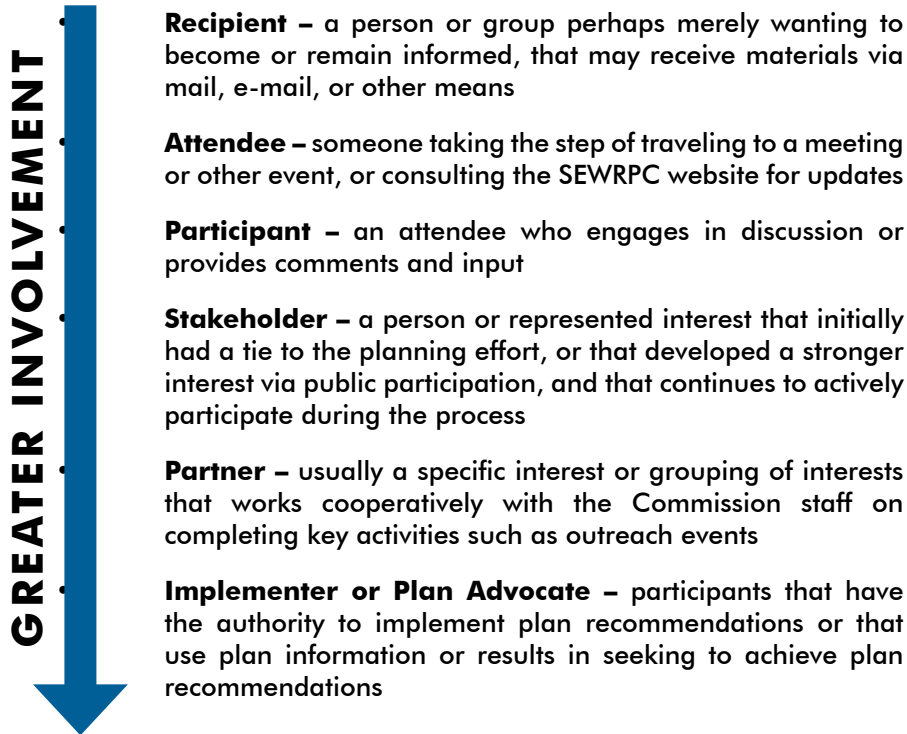 GREATER INVOLVEMENT
• Recipient – a person or group perhaps merely wanting to
become or remain informed, that may receive materials via
mail, e-mail, or other means
• Attendee – someone taking the step of traveling to a meeting
or other event, or consulting the SEWRPC website for updates
• Participant – an attendee who engages in discussion or
provides comments and input
• Stakeholder – a person or represented interest that initially
had a tie to the planning effort, or that developed a stronger
interest via public participation, and that continues to actively
participate during the process
• Partner – usually a specific interest or grouping of interests
that works cooperatively with the Commission staff on
completing key activities such as outreach events
• Implementer or Plan Advocate – participants that have
the authority to implement plan recommendations or that
use plan information or results in seeking to achieve plan
recommendations